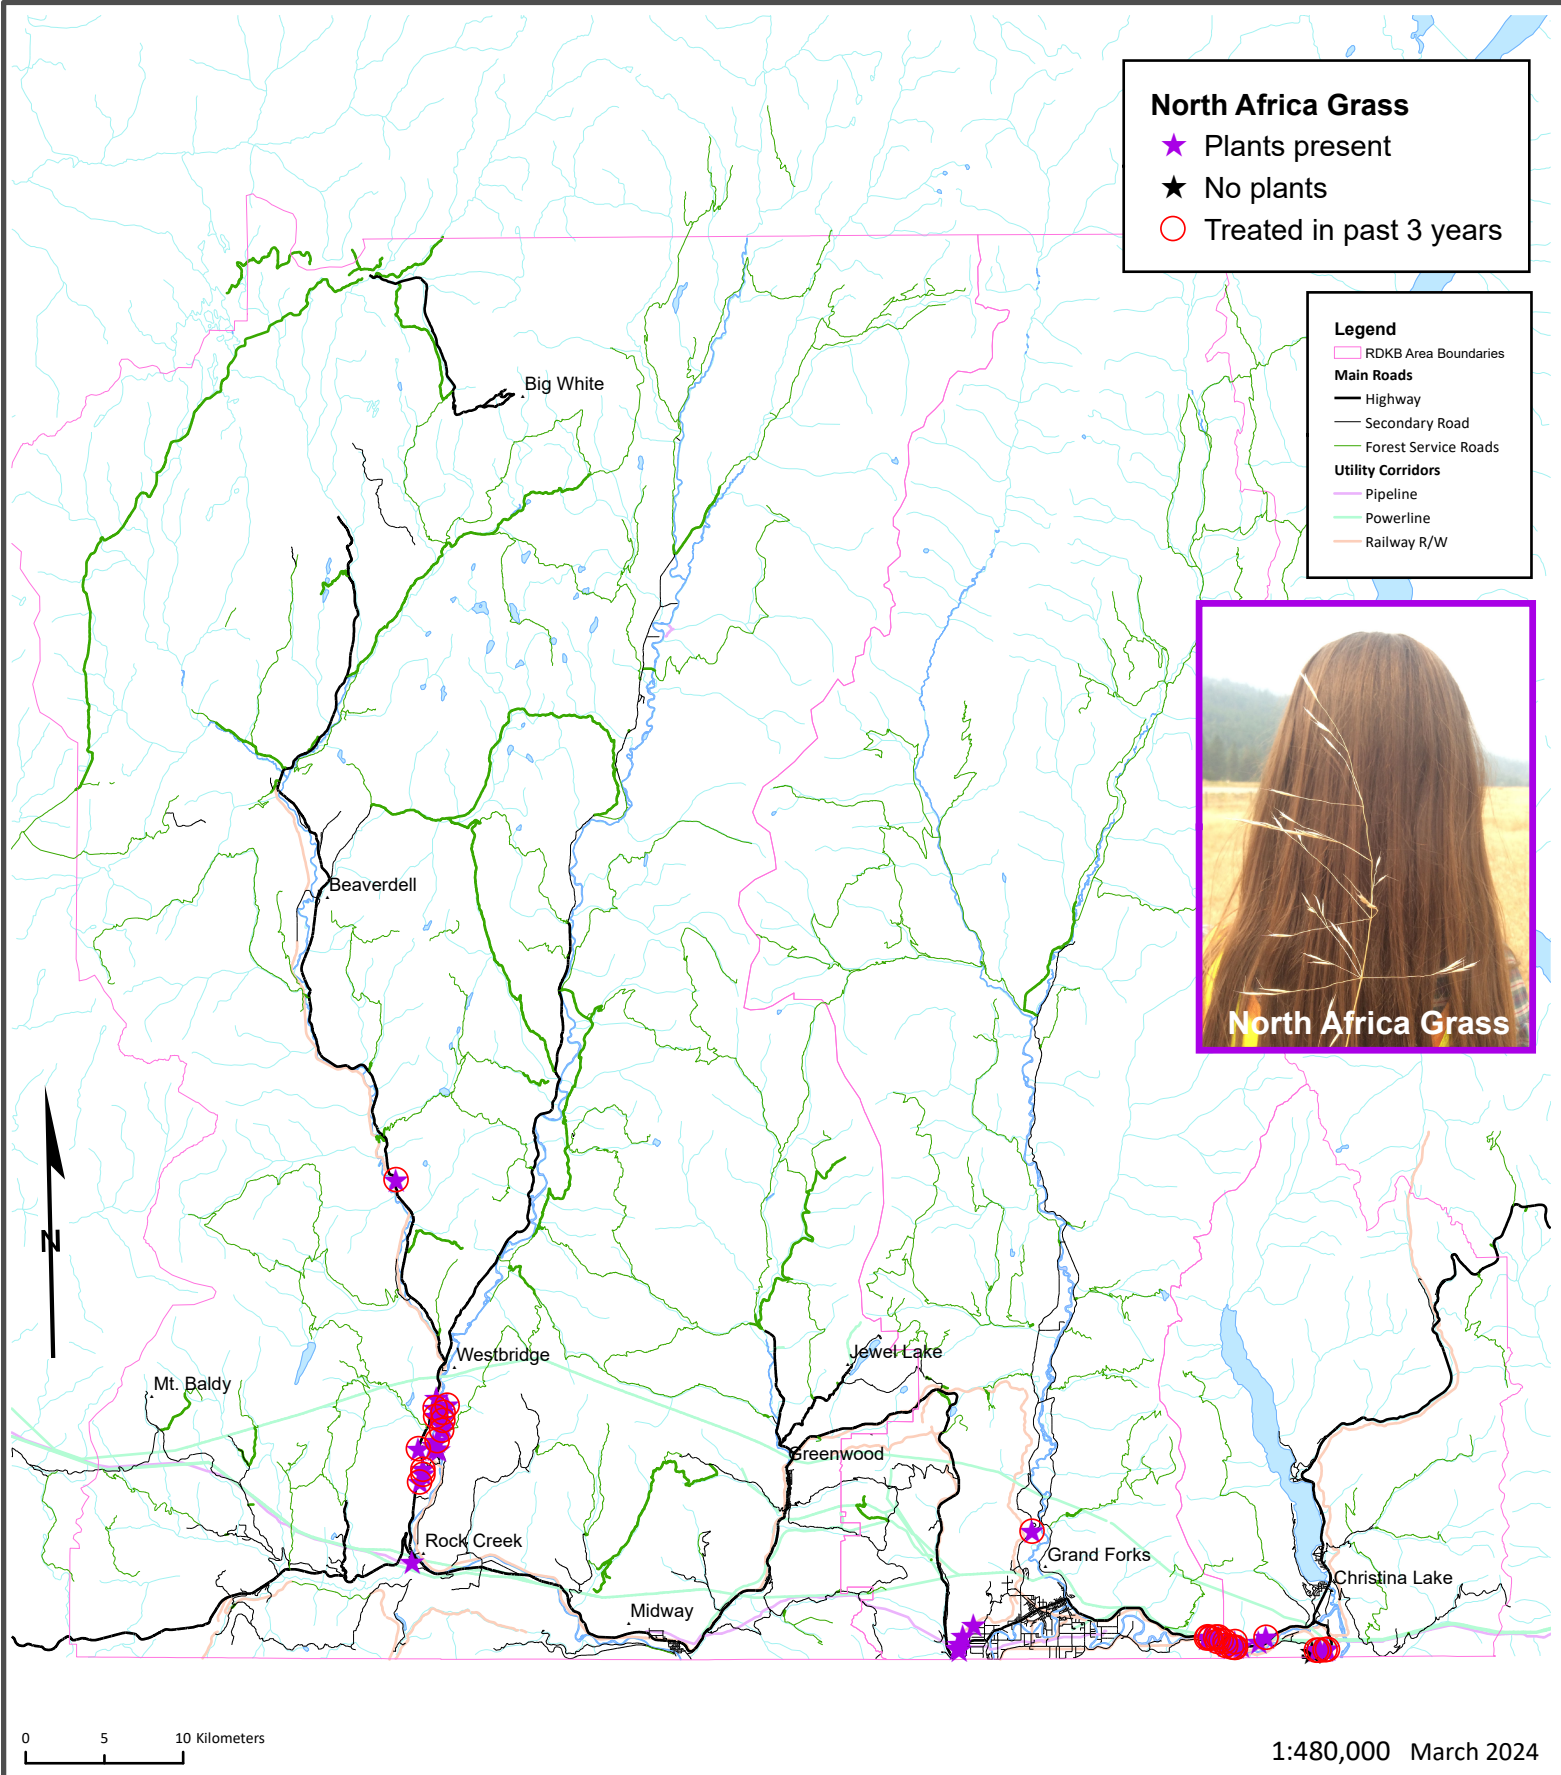 North Africa Grass
Plants present
No plants
Treated in past 3 years
Legend
RDKB Area Boundaries
Main Roads
Highway
Secondary Road
Forest Service Roads
Utility Corridors
Pipeline
Powerline
Railway R/W
Big White
Beaverdell
North Africa Grass
N
Westbridge
Jewel Lake
Mt. Baldy
Greenwood
Rock Creek
Grand Forks
Christina Lake
Midway
0 5 10 Kilometers
1:480,000 March 2024